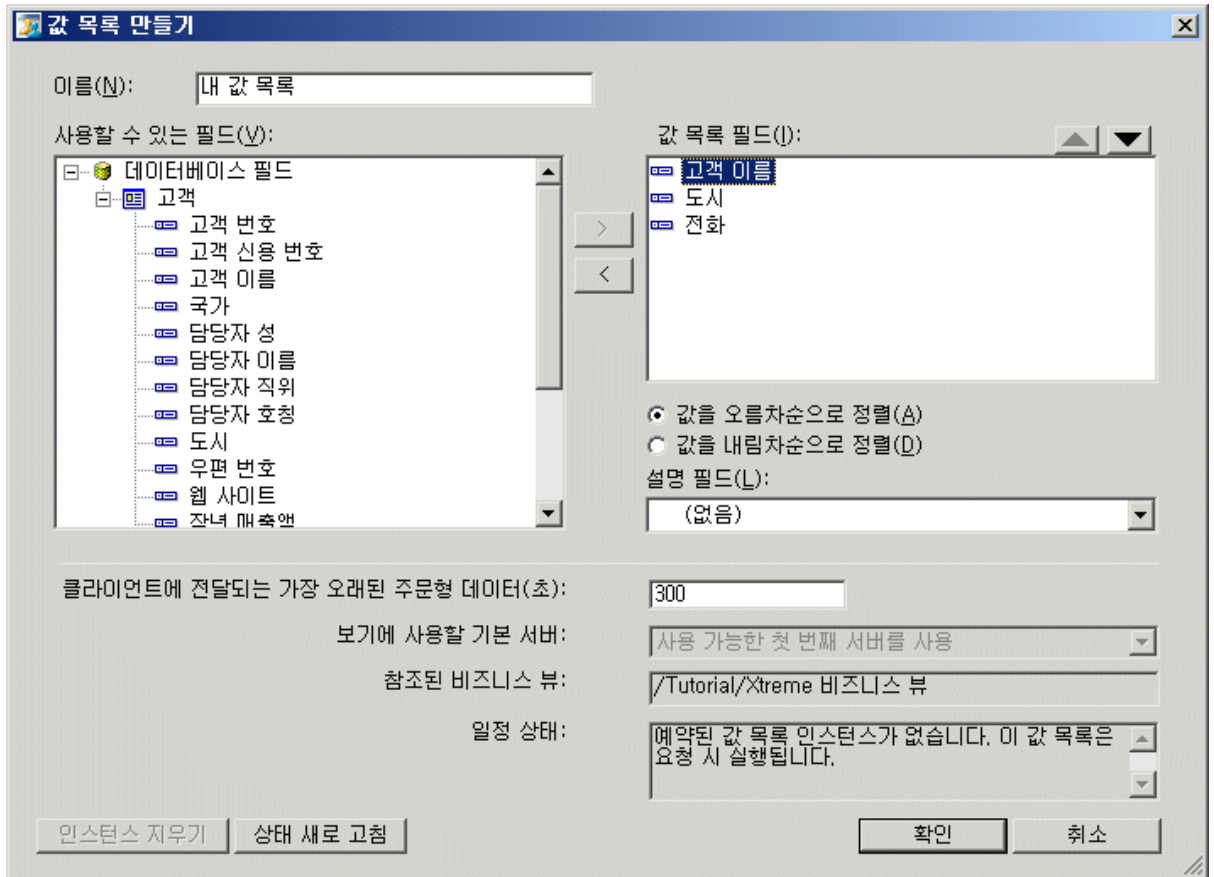 값 목록 만들기
이름(N):
내 값 목록
사용할 수 있는 필드(V):
데이터베이스 필드
고객
고객 번호
고객 신용 번호
고객 이름
국가
담당자 성
담당자 이름
담당자 직위
담당자 호칭
도시
우편 번호
웹 사이트
작년 매출액
>
<
값 목록 필드(I):
고객 이름
도시
전화
값을 오름차순으로 정렬(A)
값을 내림차순으로 정렬(D)
설명 필드(L):
(없음)
클라이언트에 전달되는 가장 오래된 주문형 데이터(초):
300
보기에 사용할 기본 서버:
사용 가능한 첫 번째 서버를 사용
참조된 비즈니스 뷰:
/Tutorial/Xtreme 비즈니스 뷰
일정 상태:
예약된 값 목록 인스턴스가 없습니다. 이 값 목록은
요청 시 실행됩니다.
인스턴스 지우기
상태 새로 고침
확인
취소